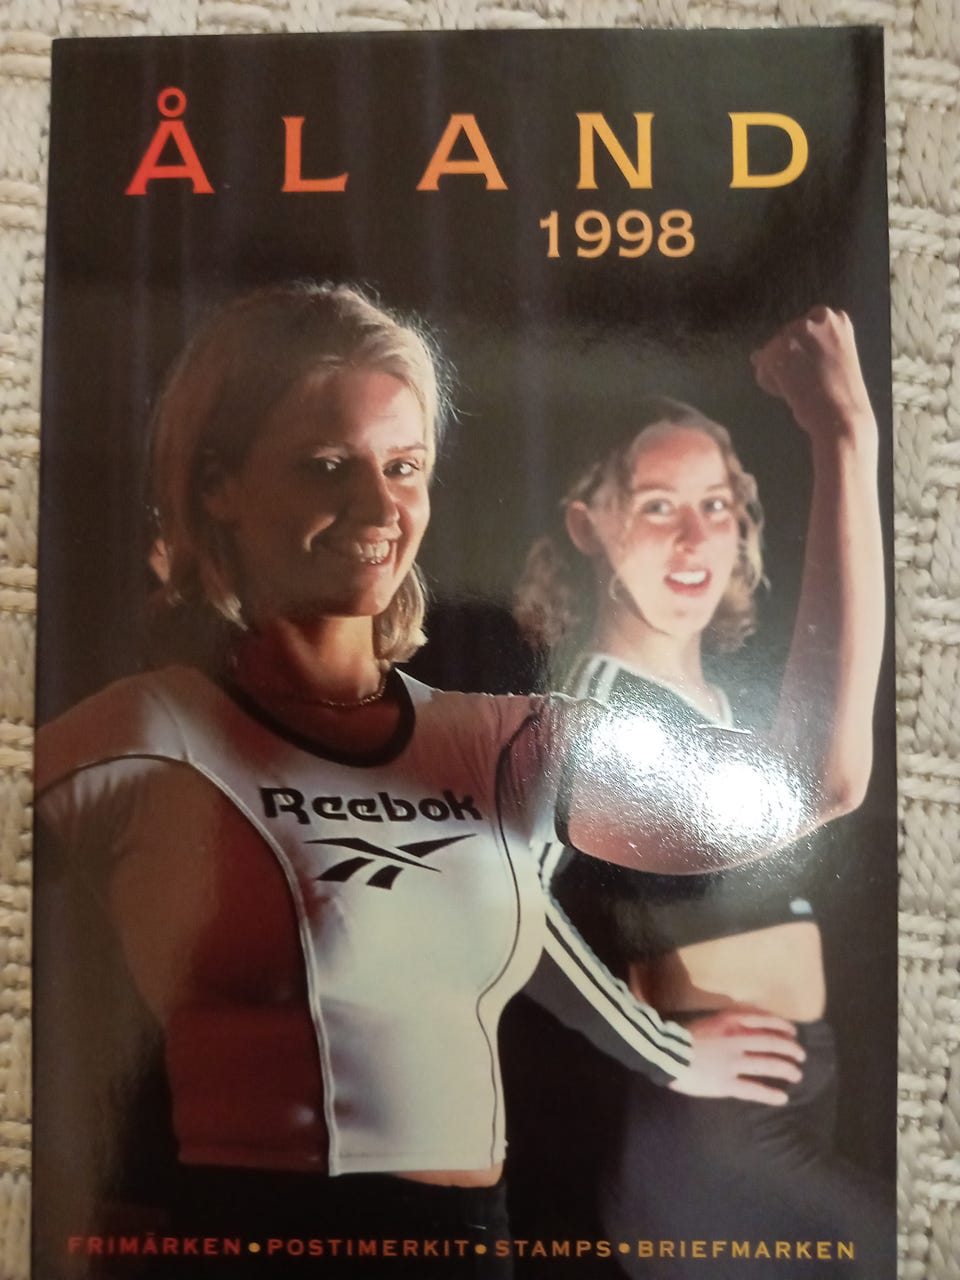 ÅLAND
1998
Reebok
FRIMÄRKEN • POSTIMERKIT • STAMPS • BRIEFMARKEN